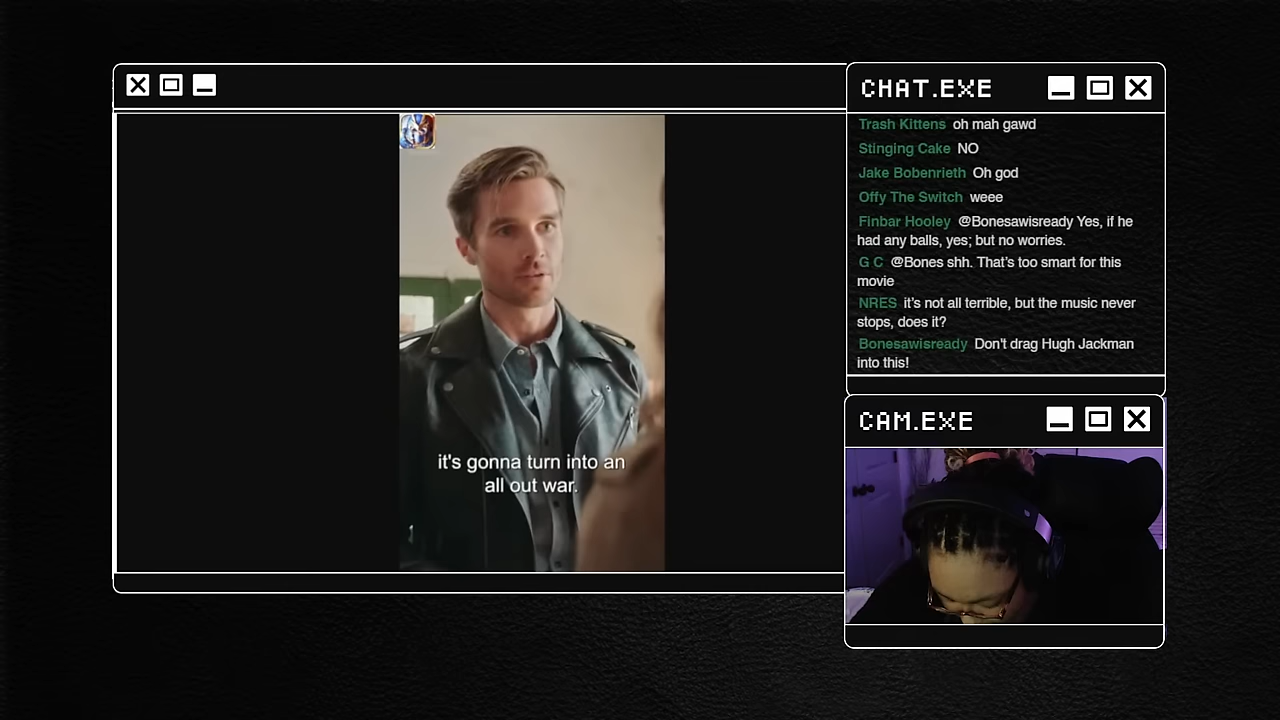 CHAT.EXE
Trash Kittens oh mah gawd
Stinging Cake NO
Jake Bobenrieth Oh god
Offy The Switch weee
Finbar Hooley @Bonesawisready Yes, if he
had any balls, yes; but no worries.
G C @Bones shh. That's too smart for this
movie
NRES it's not all terrible, but the music never
stops, does it?
Bonesawisready Don't drag Hugh Jackman
into this!
it's gonna turn into an
all out war.
CAM.EXE